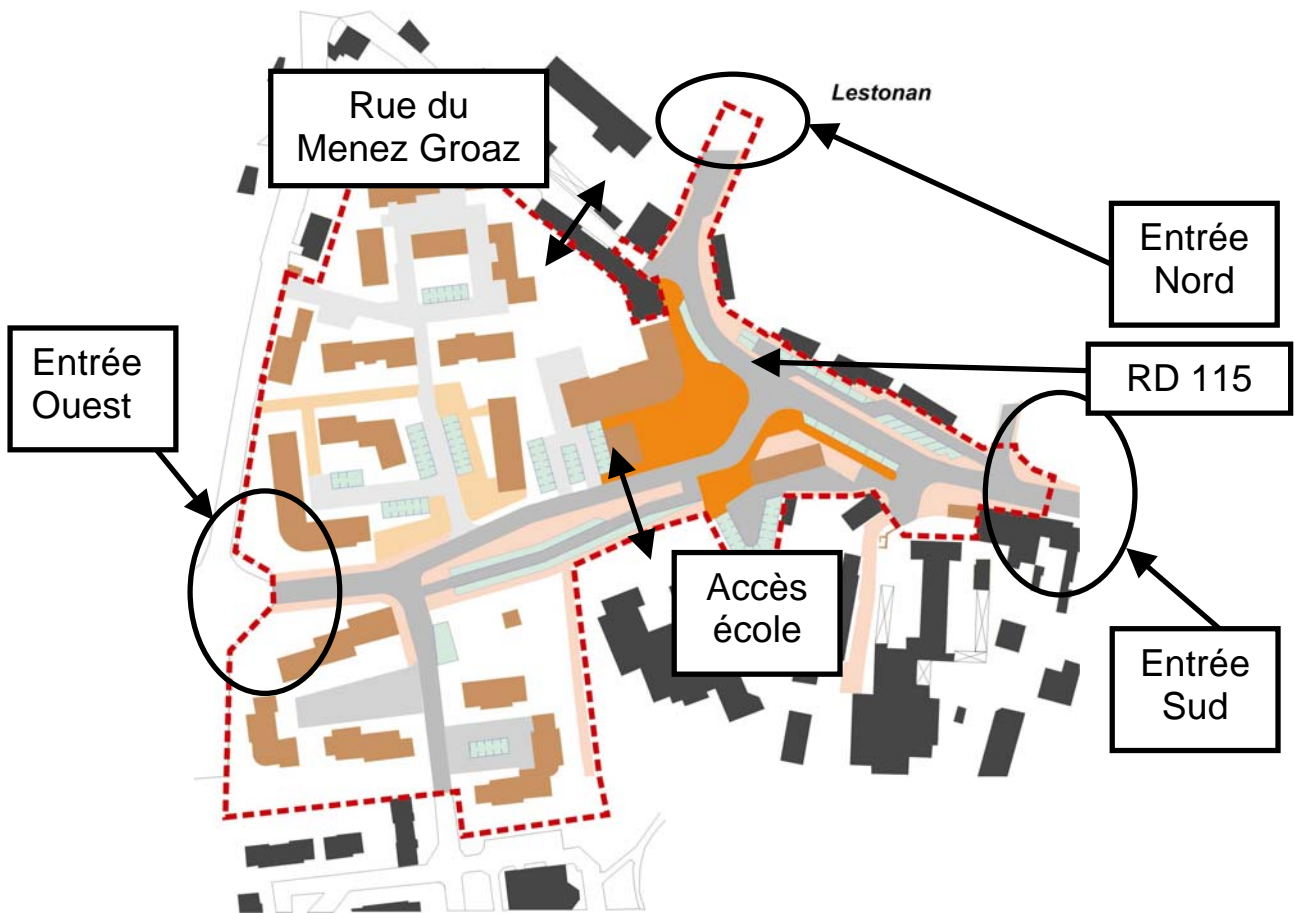 Lestonan
Rue du
Menez Groaz
Entrée
Nord
Entrée
Ouest
RD 115
Accès
école
Entrée
Sud